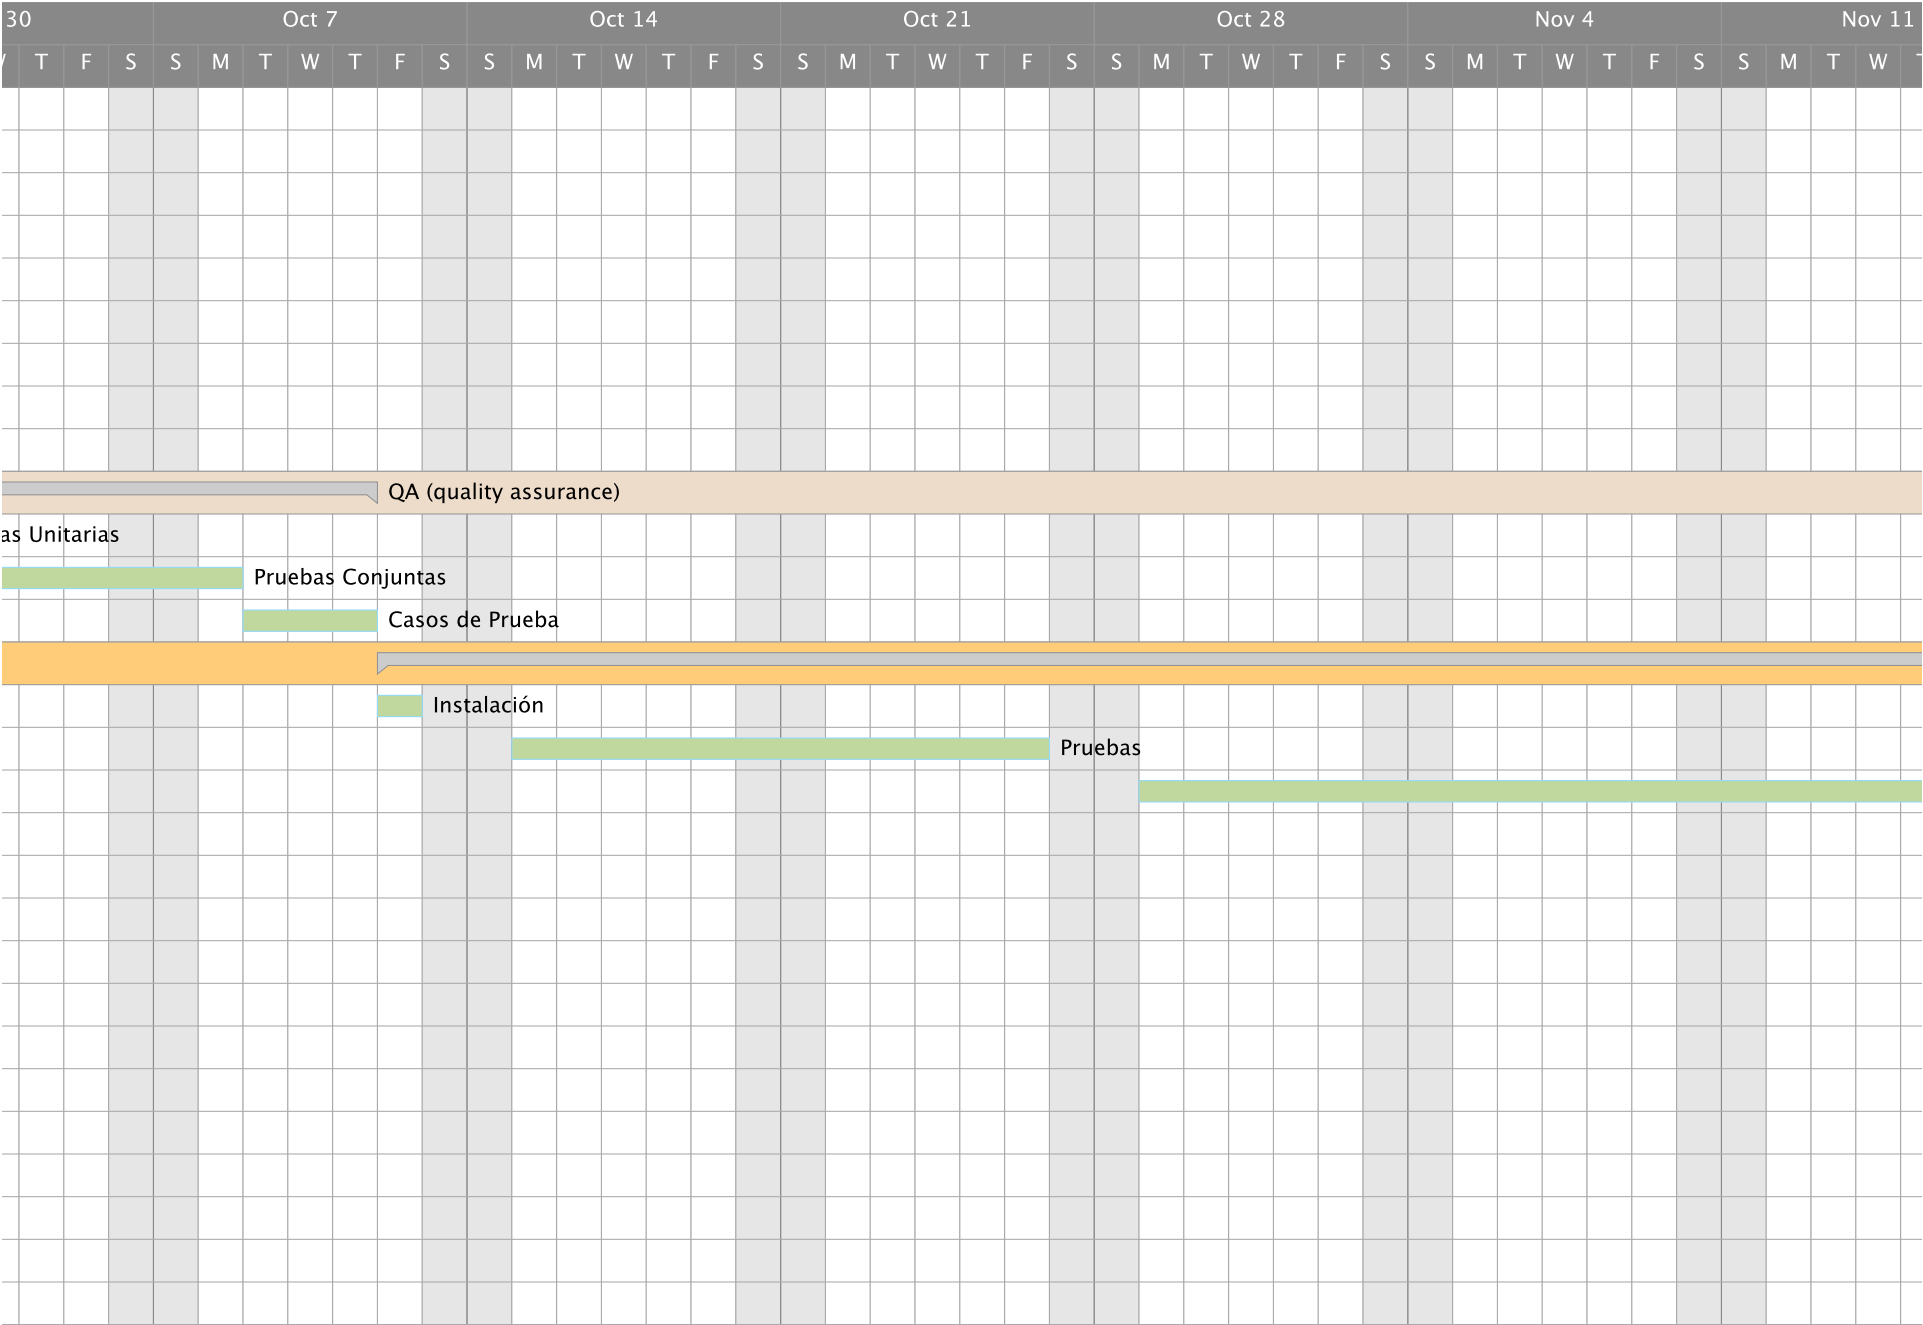 30 Oct 7 Oct 14 Oct 21 Oct 28 Nov 4 Nov 11
T F S S M T W T F S S M T W T F S S M T W T F S S M T W T F S S M T W T F S S M T W
QA (quality assurance)
as Unitarias
Pruebas Conjuntas
Casos de Prueba
Instalación
Pruebas